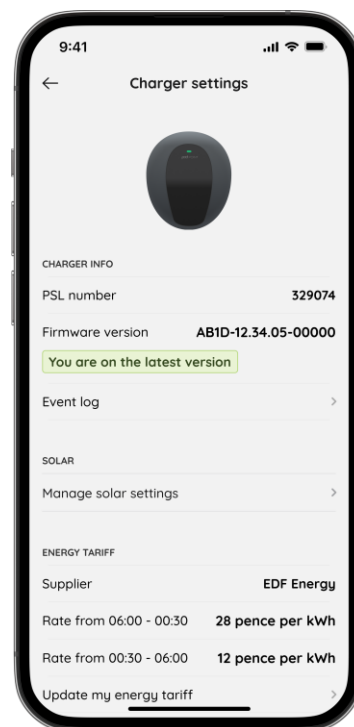 9:41
Charger settings
CHARGER INFO
PSL number 329074
Firmware version AB1D-12.34.05-00000
You are on the latest version
Event log
SOLAR
Manage solar settings
ENERGY TARIFF
Supplier EDF Energy
Rate from 06:00 - 00:30 28 pence per kWh
Rate from 00:30 - 06:00 12 pence per kWh
Update my energy tariff